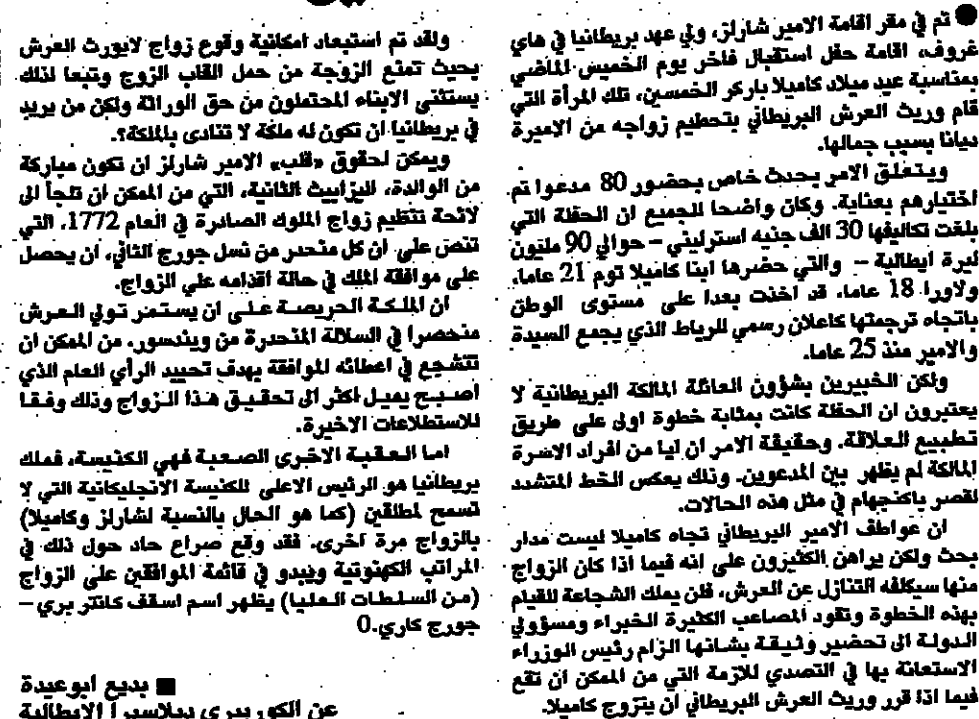 ● تم في مقر اقامة الامير شارلز، ولي عهد بريطانيا في هاي
غروف، اقامة حفل استقبال فاخر يوم الخميس الماضي
بمناسبة عيد ميلاد كاميلا باركر الخمسين، تلك المرأة التي
قام وريث العرش البريطاني بتحطيم زواجه من الاميرة
ديانا بسبب جمالها.
ويتعلق الامر بحدث خاص بحضور 80 مدعوا تم
اختيارهم بعناية. وكان واضحا للجميع ان الحفلة التي
بلغت تكاليفها 30 الف جنيه استرليني – حوالي 90 مليون
ليرة ايطالية – والتي حضرها ابنا كاميلا توم 21 عاما،
ولاورا 18 عاما، قد اخذت بعدا على مستوى الوطن
باتجاه ترجمتها كاعلان رسمي للرباط الذي يجمع السيدة
والامير منذ 25 عاما.
ولكن الخبيرين بشؤون العائلة المالكة البريطانية لا
يعتبرون ان الحفلة كانت بمثابة خطوة اولى على طريق
تطبيع العلاقة. وحقيقة الامر ان ايا من افراد الاسرة
المالكة لم يظهر بين المدعوين. وذلك يعكس الخط المتشدد
لقصر باكنجهام في مثل هذه الحالات.
ان عواطف الامير البريطاني تجاه كاميلا ليست مدار
بحث ولكن يراهن الكثيرون على انه فيما اذا كان الزواج
منها سيكلفه التنازل عن العرش، فلن يملك الشجاعة للقيام
بهذه الخطوة وتقود المصاعب الكثيرة الخبراء ومسؤولي
الدولة الى تحضير وثيقة بشانها الزام رئيس الوزراء
الاستعانة بها في التصدي للازمة التي من الممكن ان تقع
فيما اذا قرر وريث العرش البريطاني ان يتزوج كاميلا.
ولقد تم استبعاد امكانية وقوع زواج لايورث العرش
بحيث تمنع الزوجة من حمل القاب الزوج وتبعا لذلك
يستثنى الابناء المحتملون من حق الوراثة ولكن من يريد
في بريطانيا ان تكون له ملكة لا تنادى بالملكة؟.
ويمكن لحقوق «قلب» الامير شارلز ان تكون مباركة
من الوالدة، اليزابيث الثانية، التي من الممكن ان تلجأ الى
لائحة تنظيم زواج الملوك الصادرة في العام 1772، التي
تنص على ان كل منحدر من نسل جورج الثاني، ان يحصل
على موافقة الملك في حالة اقدامه على الزواج.
ان الملكة الحريصة على ان يستمر تولي العرش
منحصرا في السلالة المنحدرة من ويندسور. من الممكن ان
تتشجع في اعطائه الموافقة بهدف تحييد الرأي العام الذي
اصبح يميل اكثر الى تحقيق هذا الزواج وذلك وفقا
للاستطلاعات الاخيرة.
اما العقبة الاخرى الصعبة فهي الكنيسة، فملك
بريطانيا هو الرئيس الاعلى للكنيسة الانجليكانية التي لا
تسمح لمطلقين (كما هو الحال بالنسبة لشارلز وكاميلا)
بالزواج مرة اخرى. فقد وقع صراع حاد حول ذلك في
المراتب الكهنوتية ويبدو في قائمة الموافقين على الزواج
(من السلطات العليا) يظهر اسم اسقف كانتر بري –
جورج كاري.0
■ بديع ابوعيدة
عن الكوريبري ديلاسيرا الايطالية